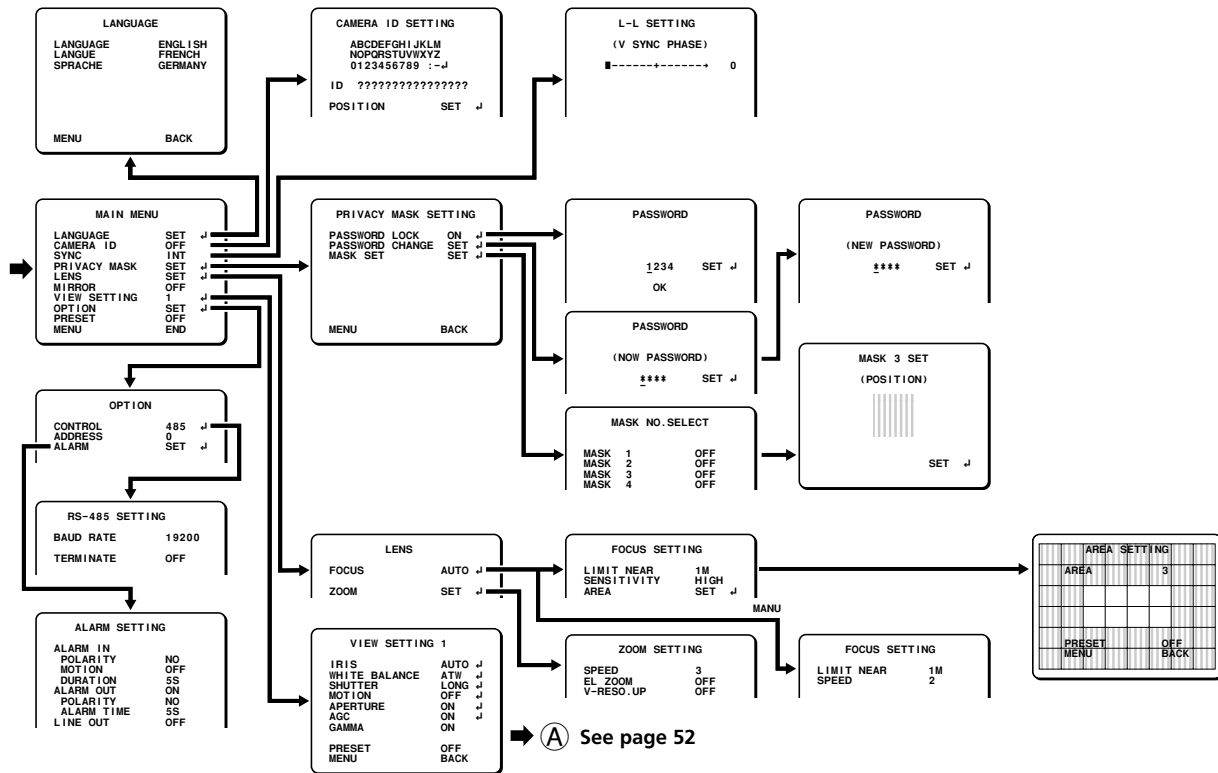 LANGUAGE
LANGUAGE ENGLISH
LANGUE FRENCH
SPRACHE GERMANY
MENU BACK
CAMERA ID SETTING
ABCDEFGHIJKLM
NOPQRSTUVWXYZ
0123456789 :-↲
ID ????????????????
POSITION SET ↲
L-L SETTING
(V SYNC PHASE)
∎------+------→ 0
MAIN MENU
LANGUAGE SET ↲
CAMERA ID OFF
SYNC INT
PRIVACY MASK SET ↲
LENS SET ↲
MIRROR OFF
VIEW SETTING 1 ↲
OPTION SET ↲
PRESET OFF
MENU END
PRIVACY MASK SETTING
PASSWORD LOCK ON ↲
PASSWORD CHANGE SET ↲
MASK SET SET ↲
MENU BACK
PASSWORD
1234 SET ↲
OK
PASSWORD
(NEW PASSWORD)
**** SET ↲
PASSWORD
(NOW PASSWORD)
**** SET ↲
MASK 3 SET
(POSITION)
SET ↲
OPTION
CONTROL 485 ↲
ADDRESS 0
ALARM SET ↲
MASK NO.SELECT
MASK 1 OFF
MASK 2 OFF
MASK 3 OFF
MASK 4 OFF
RS-485 SETTING
BAUD RATE 19200
TERMINATE OFF
LENS
FOCUS AUTO ↲
ZOOM SET ↲
FOCUS SETTING
LIMIT NEAR 1M
SENSITIVITY HIGH
AREA SET ↲
MANU
AREA SETTING
AREA 3
PRESET OFF
MENU BACK
ALARM SETTING
ALARM IN
POLARITY NO
MOTION OFF
DURATION 5S
ALARM OUT ON
POLARITY NO
ALARM TIME 5S
LINE OUT OFF
VIEW SETTING 1
IRIS AUTO ↲
WHITE BALANCE ATW ↲
SHUTTER LONG ↲
MOTION OFF ↲
APERTURE ON ↲
AGC ON ↲
GAMMA ON
PRESET OFF
MENU BACK
ZOOM SETTING
SPEED 3
EL ZOOM OFF
V-RESO.UP OFF
FOCUS SETTING
LIMIT NEAR 1M
SPEED 2
Ⓐ See page 52